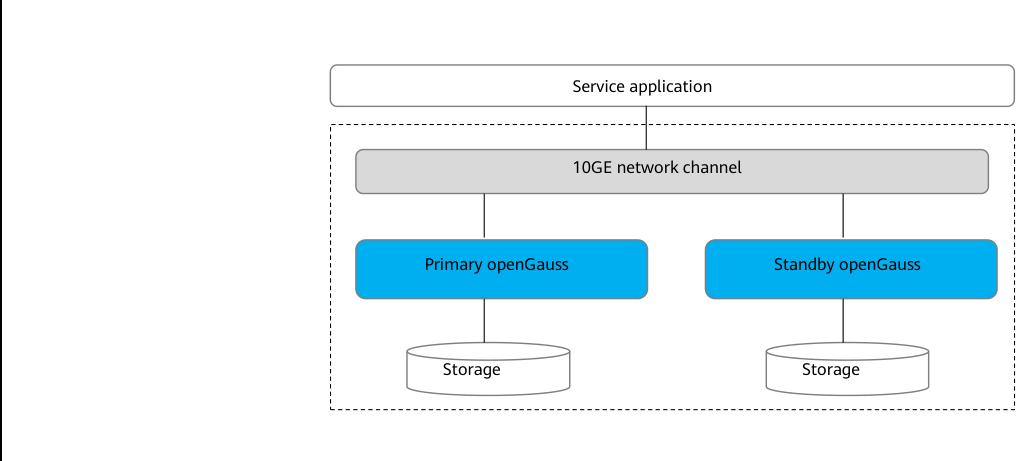 Service application
10GE network channel
Primary openGauss
Standby openGauss
Storage
Storage